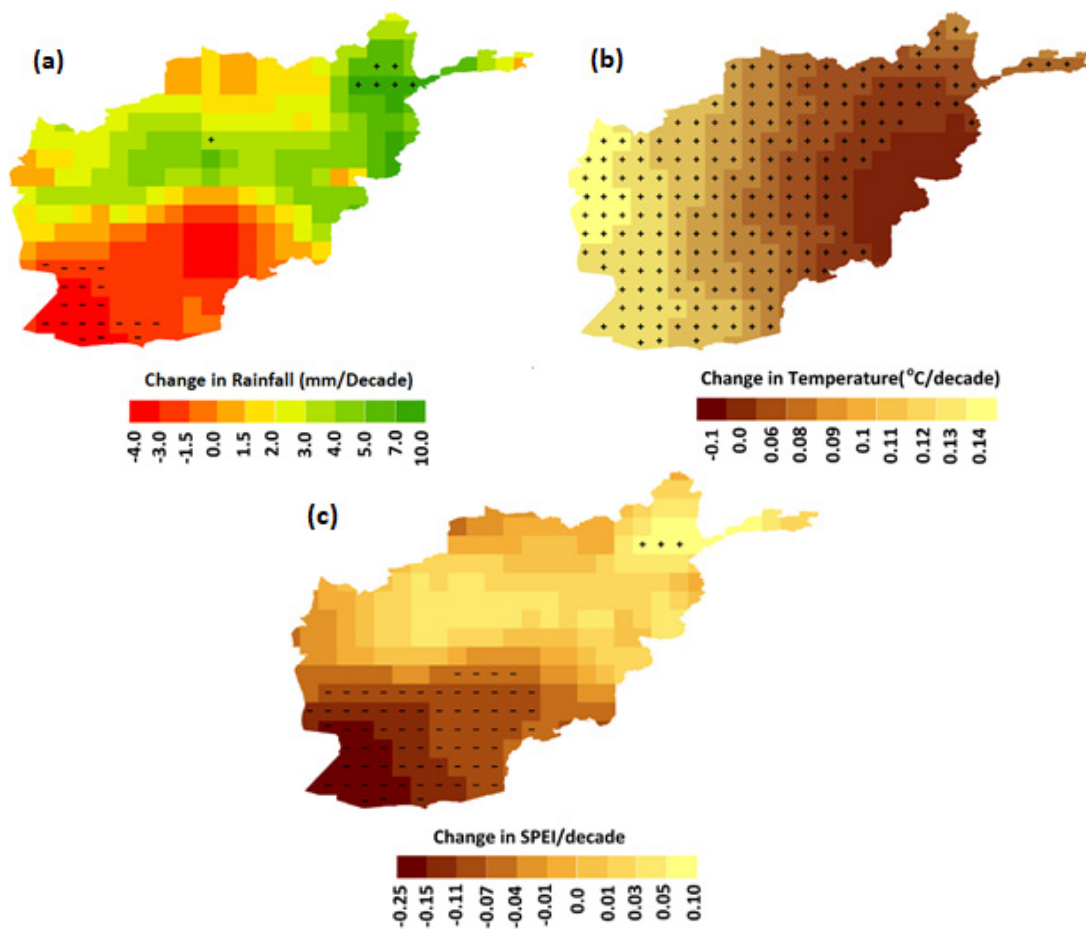 (a)
(b)
Change in Rainfall (mm/Decade)
-4.0 -3.0 -1.5 0.0 1.5 2.0 3.0 4.0 5.0 7.0 10.0
Change in Temperature(°C/decade)
-0.1 0.0 0.06 0.08 0.09 0.1 0.11 0.12 0.13 0.14
(c)
Change in SPEI/decade
-0.25 -0.15 -0.11 -0.07 -0.04 -0.01 0.0 0.01 0.03 0.05 0.10